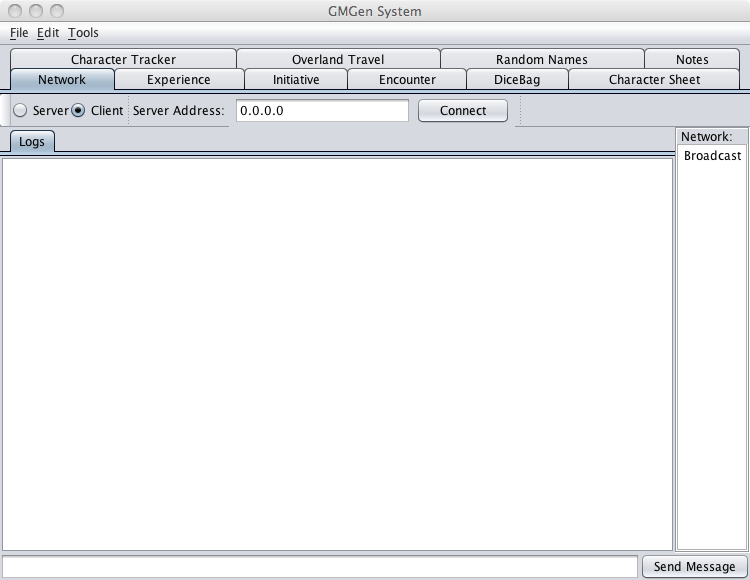 GMGen System
File Edit Tools
Character Tracker Overland Travel Random Names Notes
Network Experience Initiative Encounter DiceBag Character Sheet
Server Client Server Address: 0.0.0.0 Connect
Logs Network:
Broadcast
Send Message